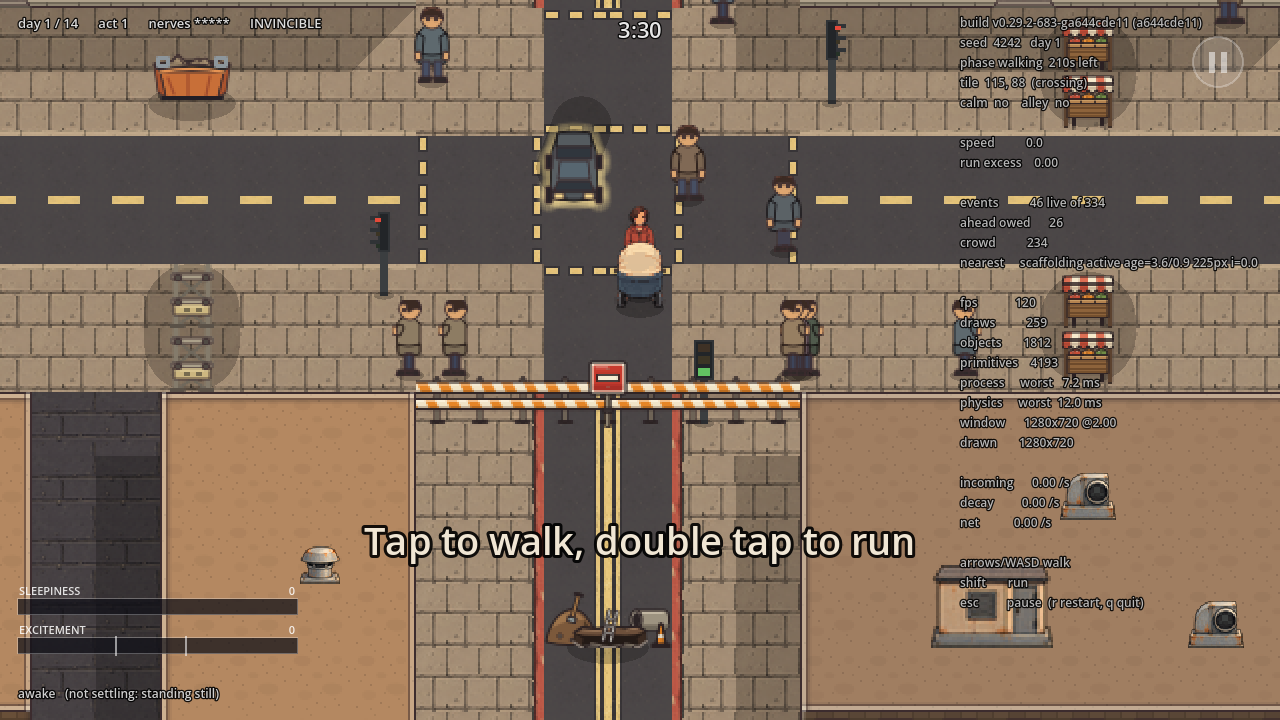 day 1 / 14 act 1 nerves ***** INVINCIBLE
3:30
build v0.29.2-683-ga644cde11 (a644cde11)
seed 4242 day 1
phase walking 210s left
tile 115, 88 (crossing)
calm no alley no
speed 0.0
run excess 0.00
events 46 live of 334
ahead owed 26
crowd 234
nearest scaffolding active age=3.6/0.9 225px i=0.0
fps 120
draws 259
objects 1812
primitives 4193
process worst 7.2 ms
physics worst 12.0 ms
window 1280x720 @2.00
drawn 1280x720
incoming 0.00 /s
decay 0.00 /s
net 0.00 /s
arrows/WASD walk
shift run
esc pause (r restart, q quit)
Tap to walk, double tap to run
SLEEPINESS 0
EXCITEMENT 0
awake (not settling: standing still)